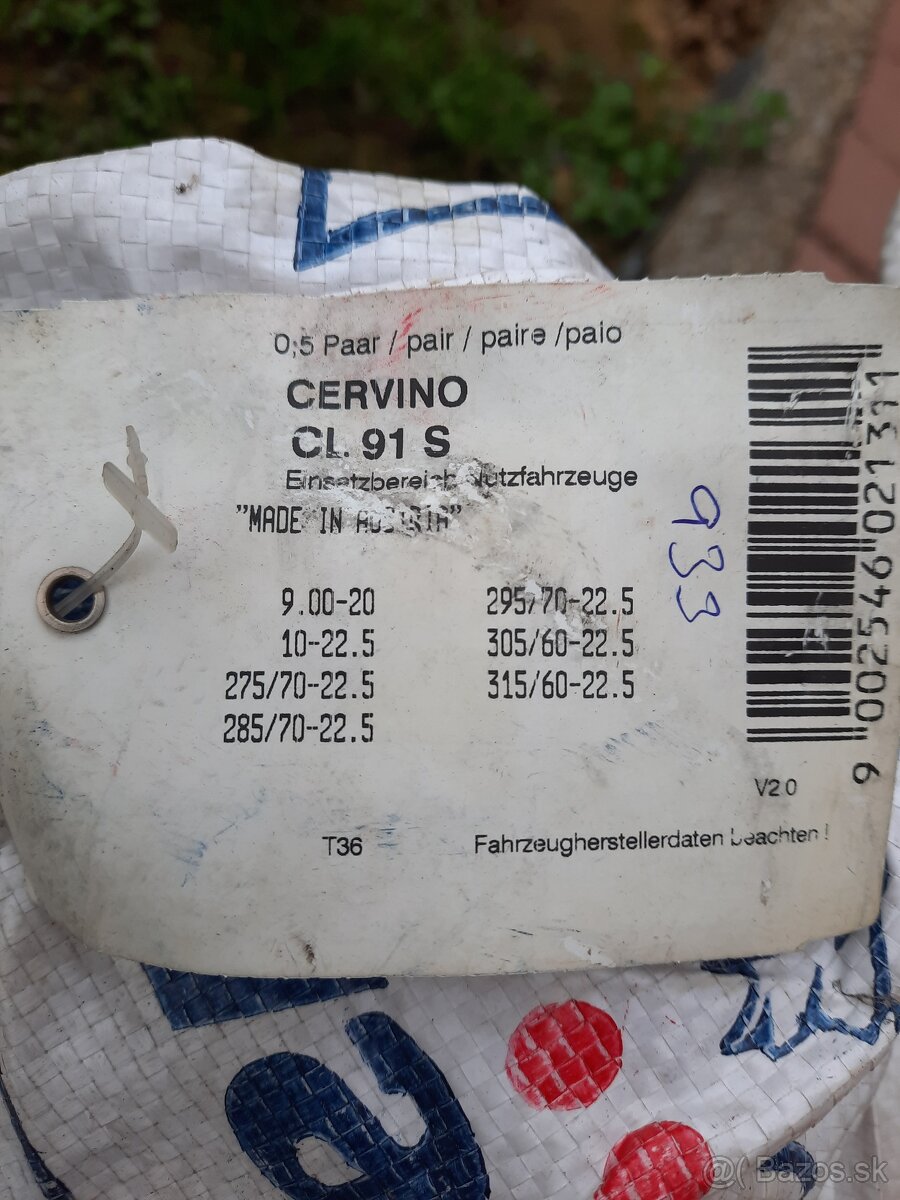 0,5 Paar / pair / paire /paio
CERVINO
CL 91 S
Einsatzbereich Nutzfahrzeuge
"MADE IN AUSTRIA"
9.00-20
10-22.5
275/70-22.5
285/70-22.5
295/70-22.5
305/60-22.5
315/60-22.5
933
9 002546 021311
V2 0
T36
Fahrzeugherstellerdaten beachten !
@( Bazos.sk